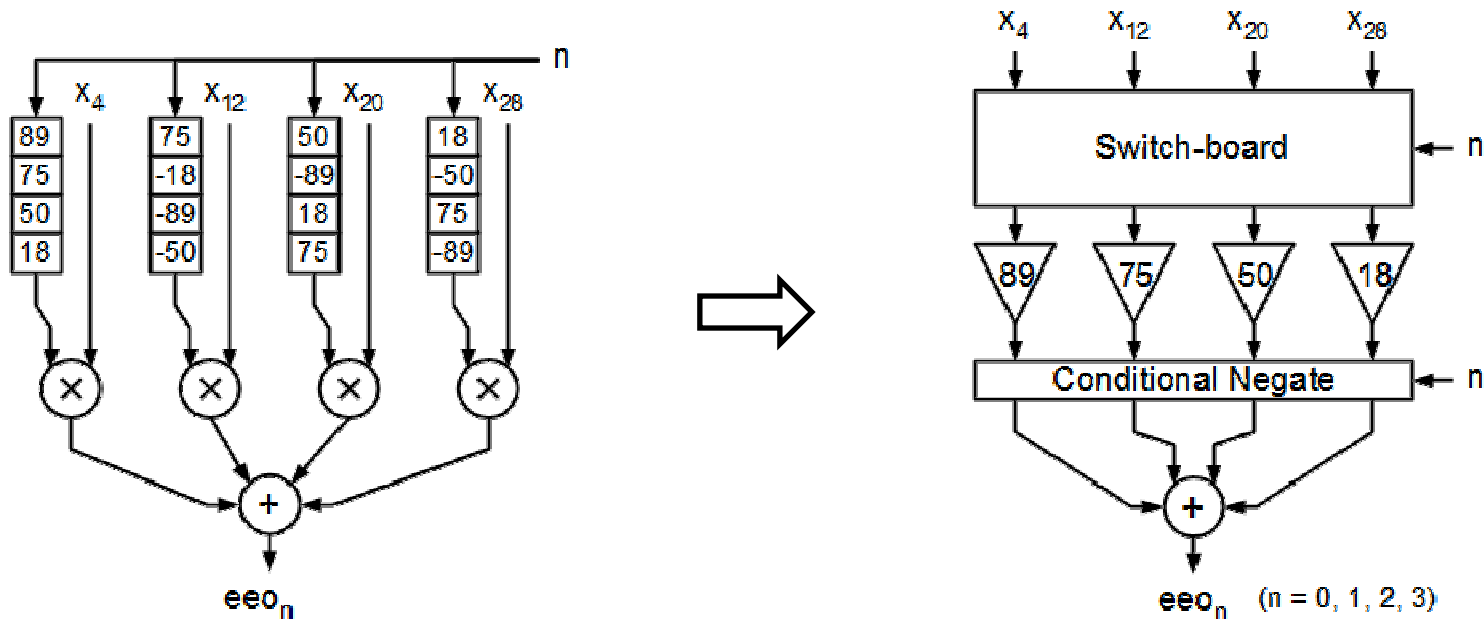 n
x4 x12 x20 x28
89 75 50 18
75 -18 -89 -50
50 -89 18 75
18 -50 75 -89
× × × ×
+
eeon
x4 x12 x20 x28
Switch-board n
89 75 50 18
Conditional Negate n
+
eeon (n = 0, 1, 2, 3)